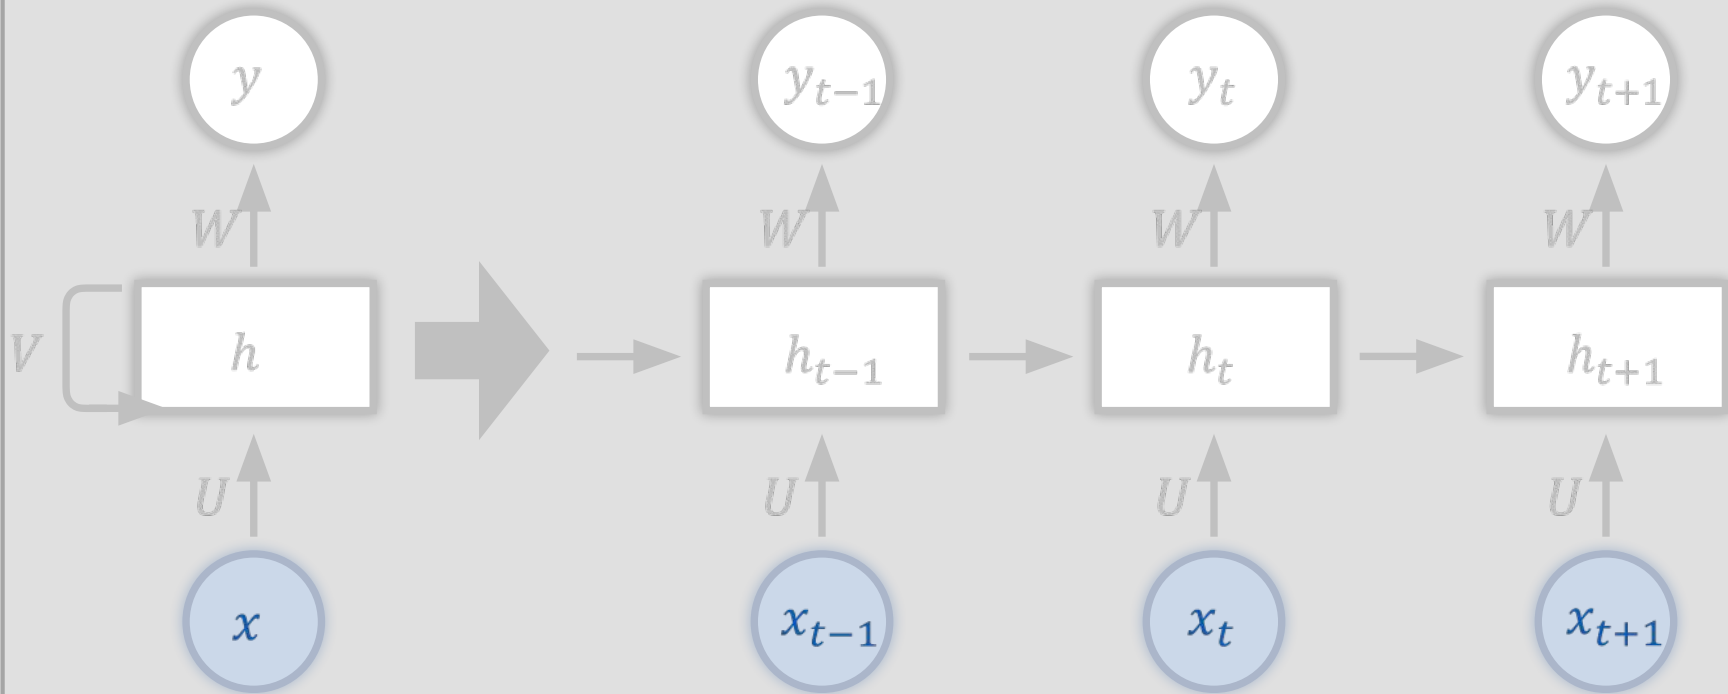 y y_{t−1} y_t y_{t+1}
W W W W
V h h_{t−1} h_t h_{t+1}
U U U U
x x_{t−1} x_t x_{t+1}